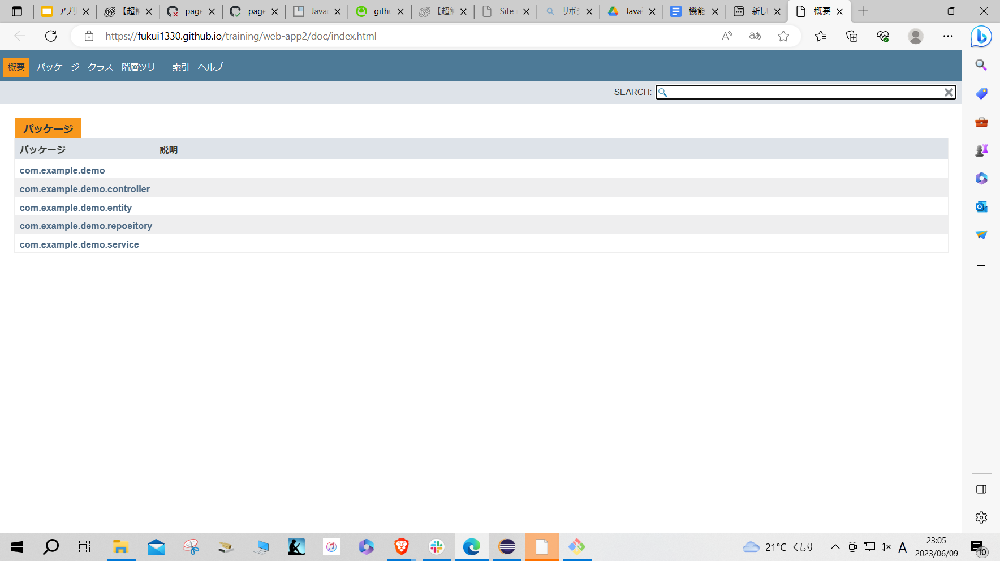 アプリ
【超簡
page
page
Java
githu
【超簡
Site
リポジ
Java
機能
新し
概要
https://fukui1330.github.io/training/web-app2/doc/index.html
概要 パッケージ クラス 階層ツリー 索引 ヘルプ
SEARCH:
パッケージ
パッケージ 説明
com.example.demo
com.example.demo.controller
com.example.demo.entity
com.example.demo.repository
com.example.demo.service
21°C くもり
A
23:05
2023/06/09
10